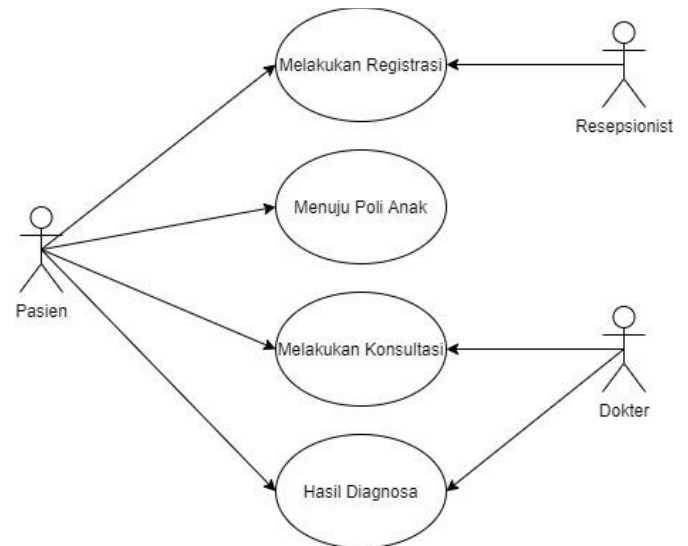 Melakukan Registrasi
Resepsionist
Menuju Poli Anak
Pasien
Melakukan Konsultasi
Dokter
Hasil Diagnosa